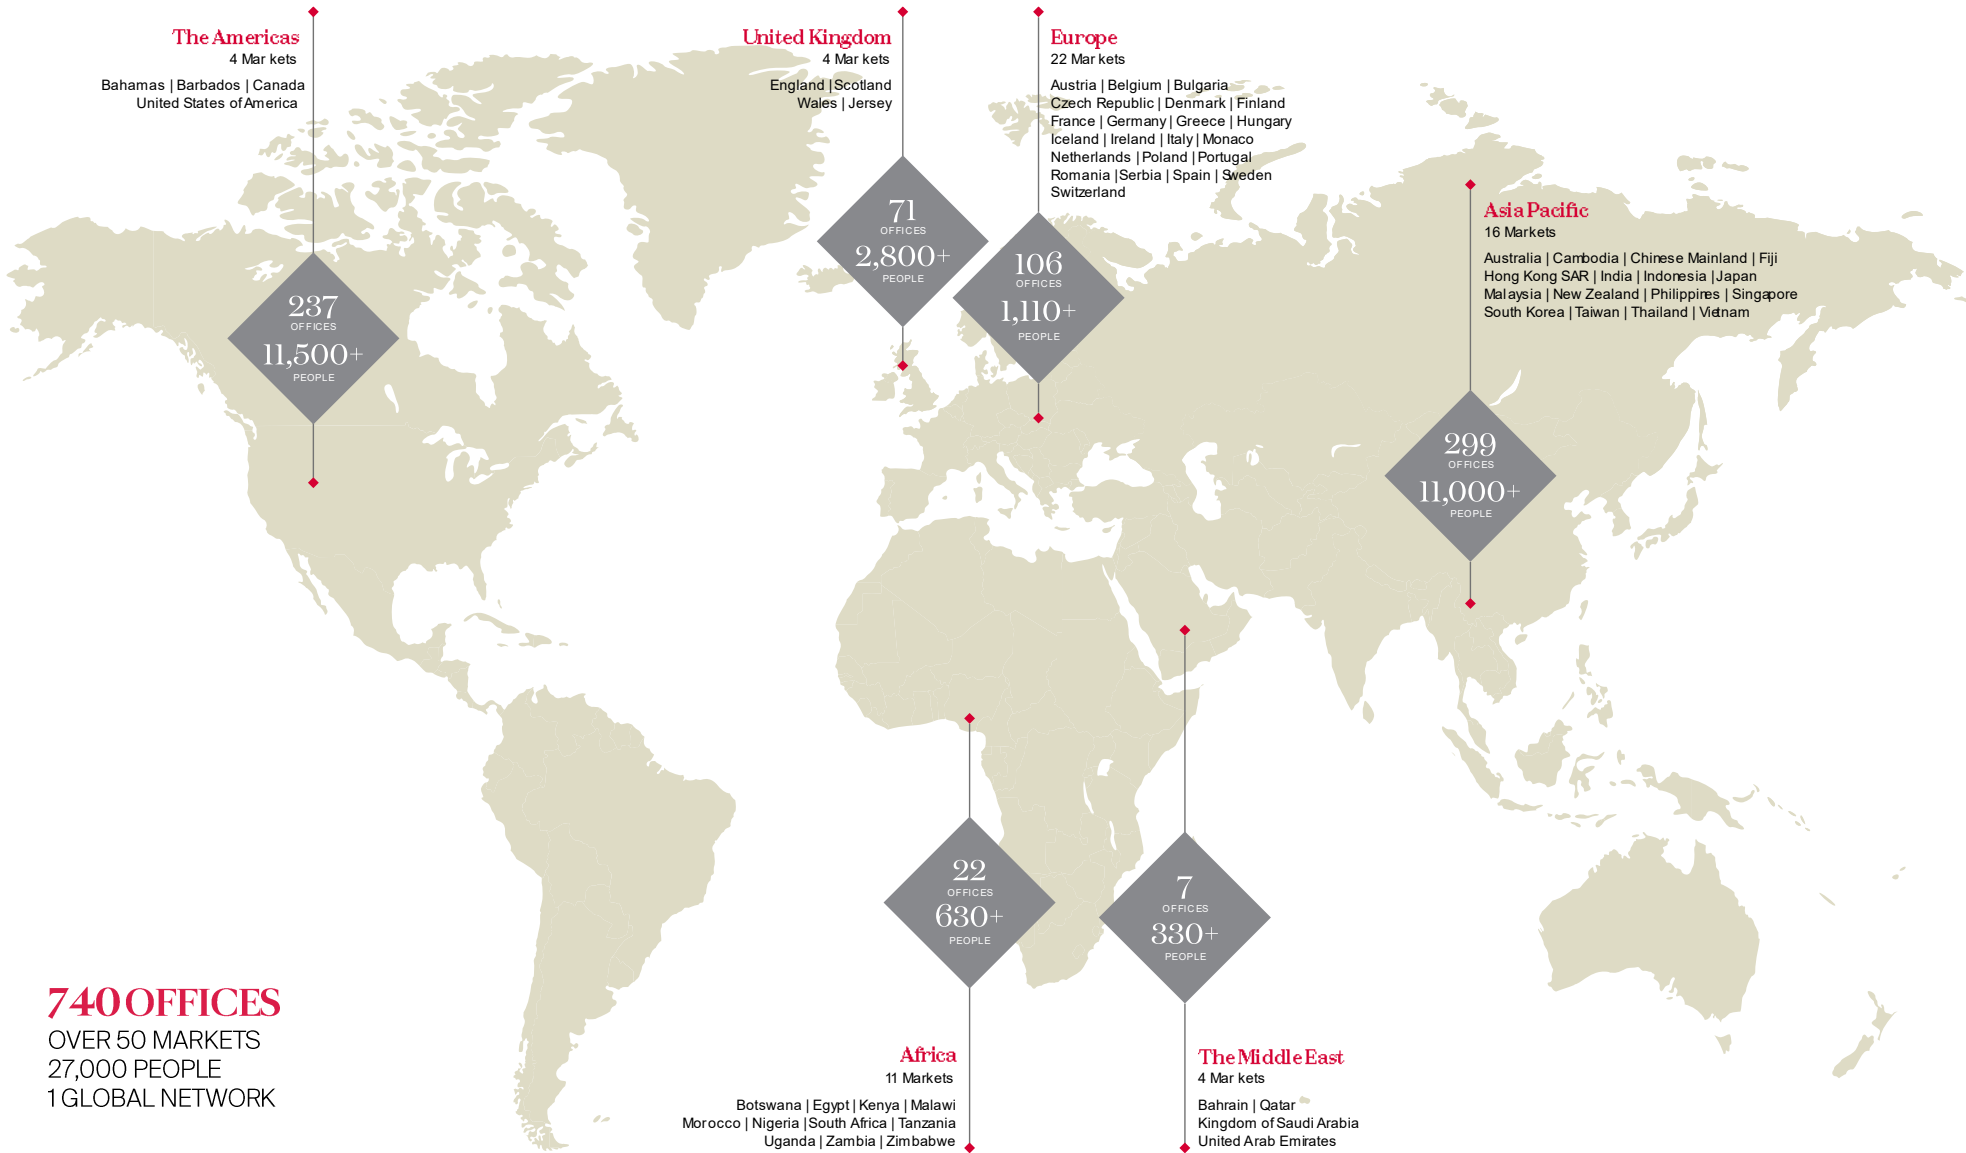 The Americas
4 Markets
Bahamas | Barbados | Canada
United States of America
237
OFFICES
11,500+
PEOPLE
United Kingdom
4 Markets
England | Scotland
Wales | Jersey
71
OFFICES
2,800+
PEOPLE
Europe
22 Markets
Austria | Belgium | Bulgaria
Czech Republic | Denmark | Finland
France | Germany | Greece | Hungary
Iceland | Ireland | Italy | Monaco
Netherlands | Poland | Portugal
Romania | Serbia | Spain | Sweden
Switzerland
106
OFFICES
1,110+
PEOPLE
Asia Pacific
16 Markets
Australia | Cambodia | Chinese Mainland | Fiji
Hong Kong SAR | India | Indonesia | Japan
Malaysia | New Zealand | Philippines | Singapore
South Korea | Taiwan | Thailand | Vietnam
299
OFFICES
11,000+
PEOPLE
22
OFFICES
630+
PEOPLE
Africa
11 Markets
Botswana | Egypt | Kenya | Malawi
Morocco | Nigeria | South Africa | Tanzania
Uganda | Zambia | Zimbabwe
7
OFFICES
330+
PEOPLE
The Middle East
4 Markets
Bahrain | Qatar
Kingdom of Saudi Arabia
United Arab Emirates
740 OFFICES
OVER 50 MARKETS
27,000 PEOPLE
1 GLOBAL NETWORK